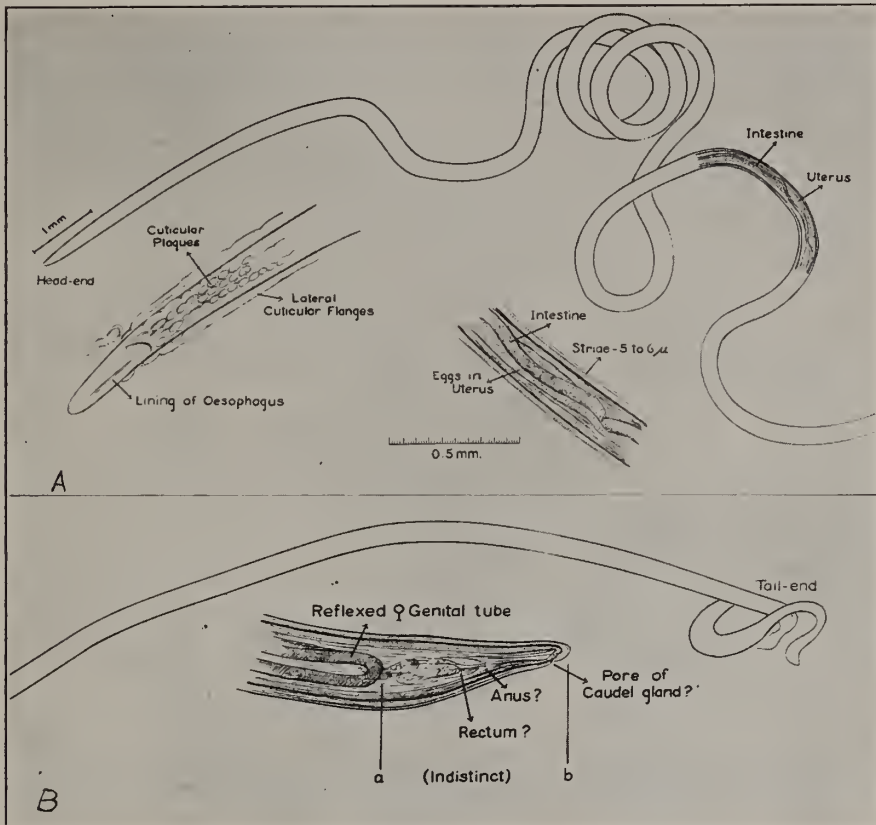 Intestine
Uterus
1mm
Head-end
Cuticular
Plaques
Lateral
Cuticular Flanges
Lining of Oesophagus
Intestine
Striae-5 to 6µ
Eggs in
Uterus
0.5 mm.
A
Tail-end
Reflexed ♀ Genital tube
Pore of
Caudel gland?
Anus?
Rectum?
a
(Indistinct)
b
B